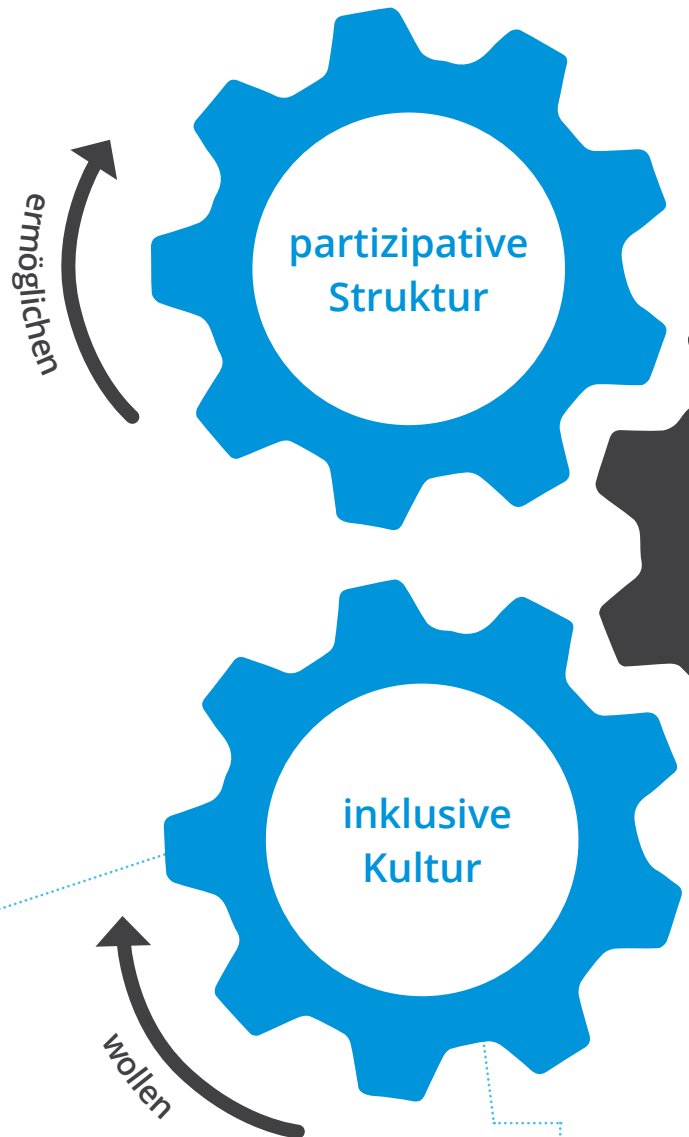 ermöglichen
partizipative
Struktur
inklusive
Kultur
wollen